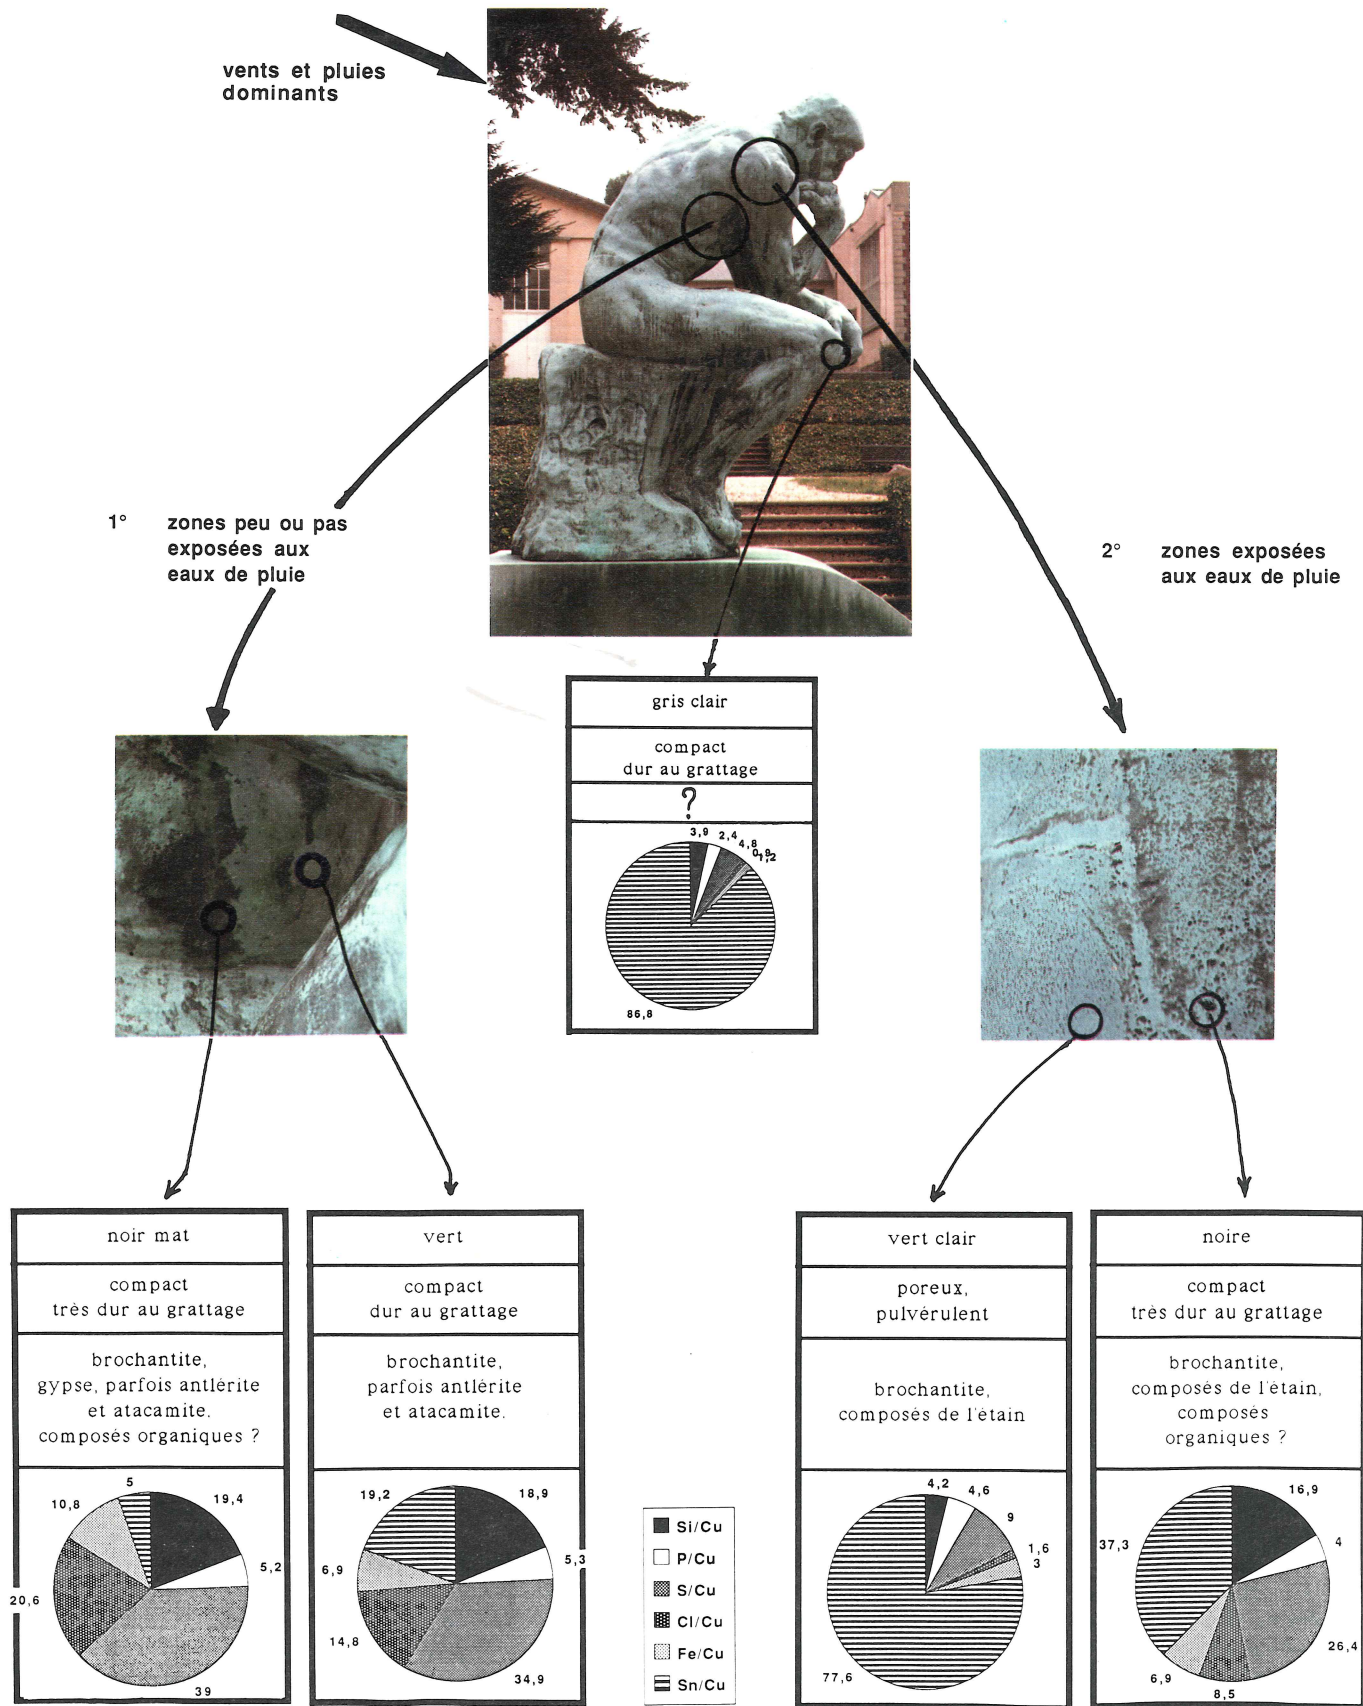 vents et pluies
dominants
1° zones peu ou pas
exposées aux
eaux de pluie
2° zones exposées
aux eaux de pluie
gris clair
compact
dur au grattage
?
3,9
2,4
4,8
0,9
1,2
86,8
noir mat
compact
très dur au grattage
brochantite,
gypse, parfois antlérite
et atacamite.
composés organiques ?
5
10,8
19,4
5,2
20,6
39
vert
compact
dur au grattage
brochantite,
parfois antlérite
et atacamite.
19,2
18,9
5,3
6,9
14,8
34,9
Si/Cu
P/Cu
S/Cu
Cl/Cu
Fe/Cu
Sn/Cu
vert clair
poreux,
pulvérulent
brochantite,
composés de l'étain
4,2
4,6
9
1,6
3
77,6
noire
compact
très dur au grattage
brochantite,
composés de l'étain,
composés
organiques ?
16,9
4
37,3
26,4
6,9
8,5